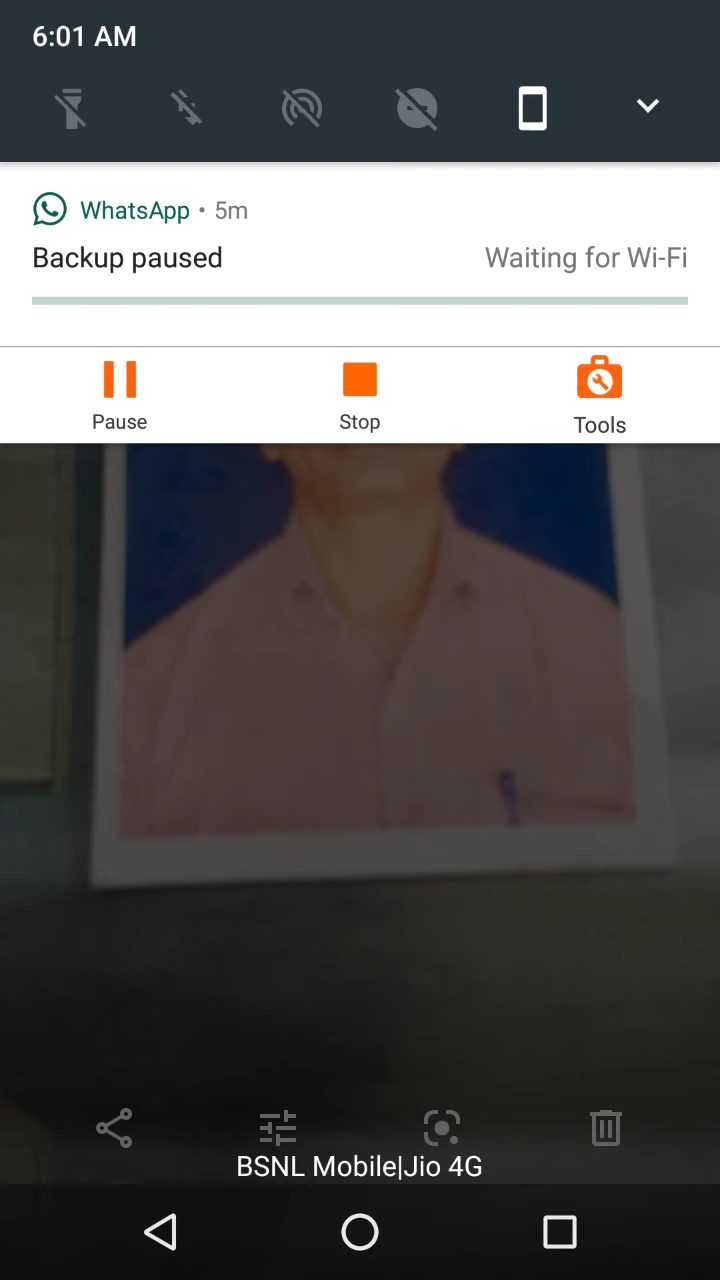 6:01 AM
WhatsApp • 5m
Backup paused Waiting for Wi-Fi
Pause Stop Tools
BSNL Mobile|Jio 4G